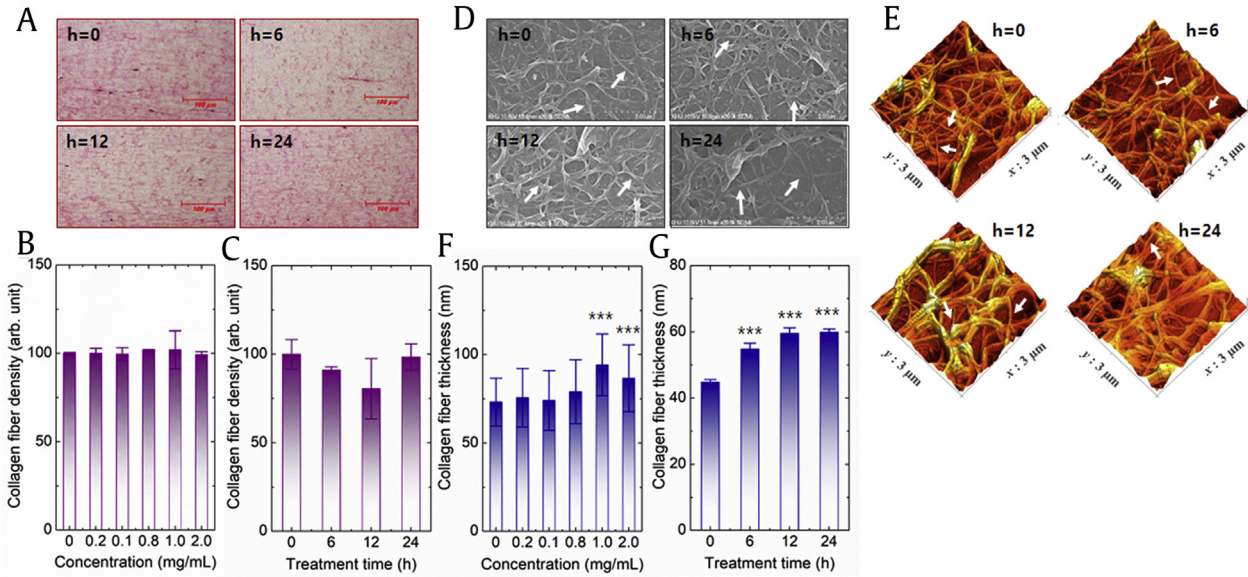 A
h=0
h=6
100 µm
100 µm
h=12
h=24
100 µm
100 µm
D
h=0
h=6
2.00um
h=12
h=24
2.00um
E
h=0
h=6
y : 3 µm
x : 3 µm
y : 3 µm
x : 3 µm
h=12
h=24
y : 3 µm
x : 3 µm
y : 3 µm
x : 3 µm
B
Collagen fiber density (arb. unit)
150
100
50
0
0 0.2 0.1 0.8 1.0 2.0
Concentration (mg/mL)
C
Collagen fiber density (arb. unit)
150
100
50
0
0 6 12 24
Treatment time (h)
F
Collagen fiber thickness (nm)
150
100
50
0
*** ***
0 0.2 0.1 0.8 1.0 2.0
Concentration (mg/mL)
G
Collagen fiber thickness (nm)
80
60
40
20
0
*** *** ***
0 6 12 24
Treatment time (h)